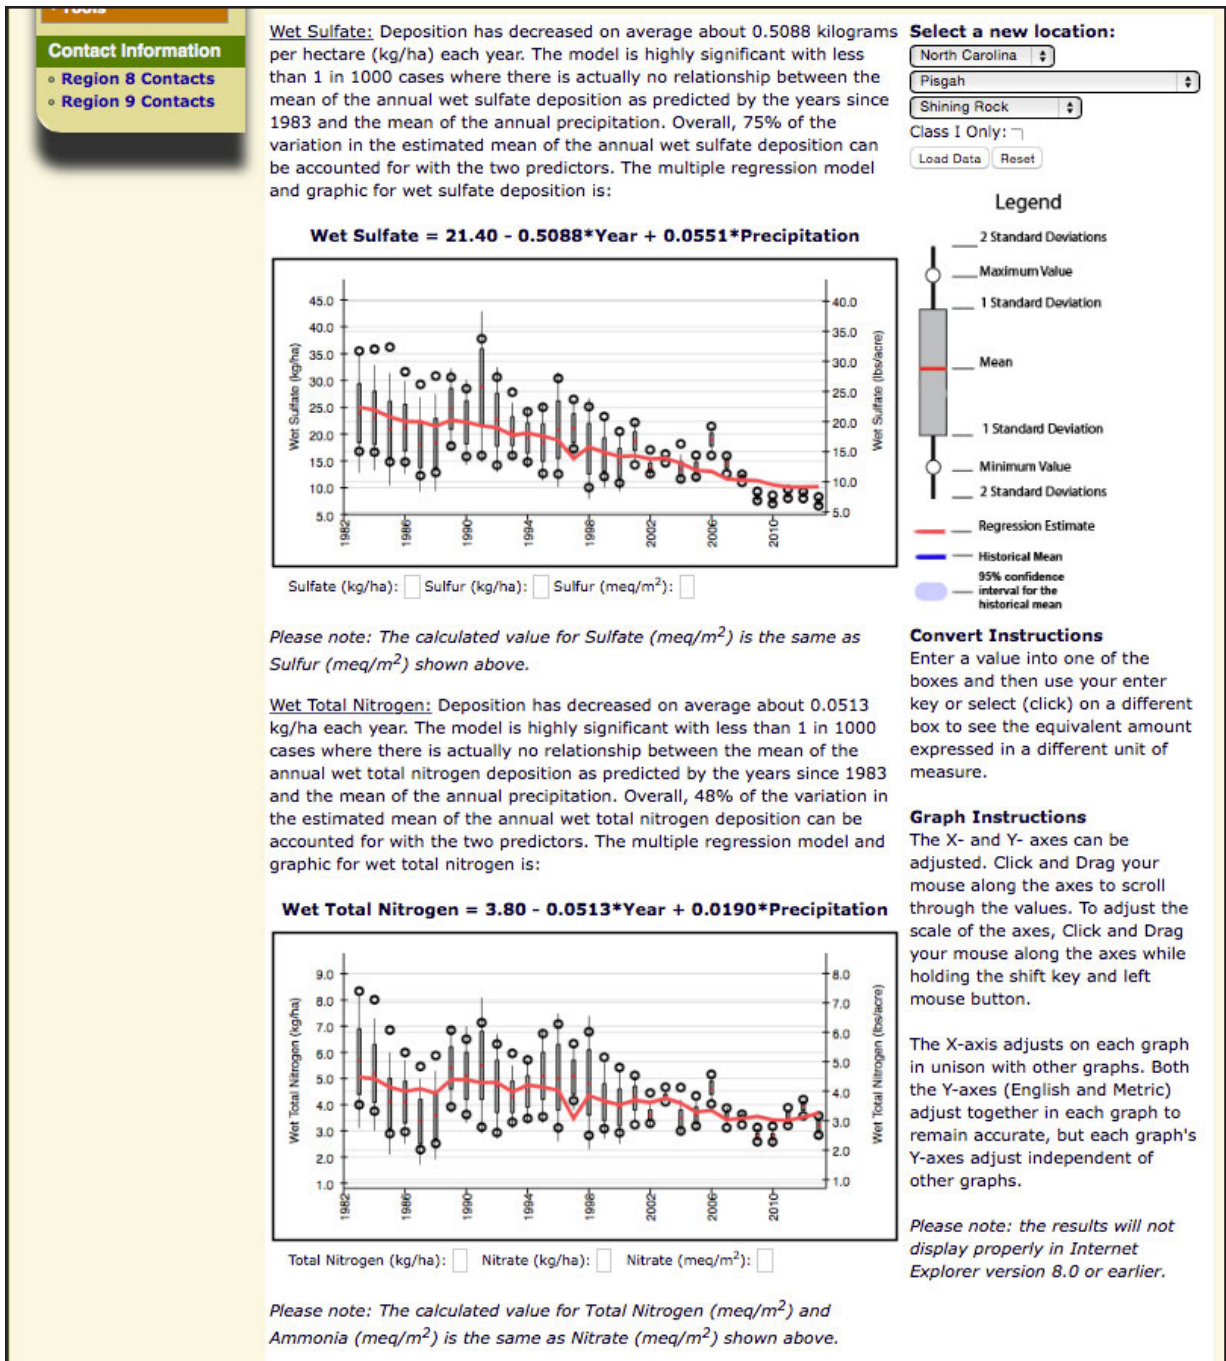 Tools
Contact Information
Region 8 Contacts
Region 9 Contacts
Wet Sulfate: Deposition has decreased on average about 0.5088 kilograms
per hectare (kg/ha) each year. The model is highly significant with less
than 1 in 1000 cases where there is actually no relationship between the
mean of the annual wet sulfate deposition as predicted by the years since
1983 and the mean of the annual precipitation. Overall, 75% of the
variation in the estimated mean of the annual wet sulfate deposition can
be accounted for with the two predictors. The multiple regression model
and graphic for wet sulfate deposition is:
Wet Sulfate = 21.40 - 0.5088*Year + 0.0551*Precipitation
Wet Sulfate (kg/ha)
45.0
40.0
35.0
30.0
25.0
20.0
15.0
10.0
5.0
1982
1986
1990
1994
1998
2002
2006
2010
40.0
35.0
30.0
25.0
20.0
15.0
10.0
5.0
Wet Sulfate (lbs/acre)
Sulfate (kg/ha): Sulfur (kg/ha): Sulfur (meq/m²):
Please note: The calculated value for Sulfate (meq/m²) is the same as
Sulfur (meq/m²) shown above.
Wet Total Nitrogen: Deposition has decreased on average about 0.0513
kg/ha each year. The model is highly significant with less than 1 in 1000
cases where there is actually no relationship between the mean of the
annual wet total nitrogen deposition as predicted by the years since 1983
and the mean of the annual precipitation. Overall, 48% of the variation in
the estimated mean of the annual wet total nitrogen deposition can be
accounted for with the two predictors. The multiple regression model and
graphic for wet total nitrogen is:
Wet Total Nitrogen = 3.80 - 0.0513*Year + 0.0190*Precipitation
Wet Total Nitrogen (kg/ha)
9.0
8.0
7.0
6.0
5.0
4.0
3.0
2.0
1.0
1982
1986
1990
1994
1998
2002
2006
2010
8.0
7.0
6.0
5.0
4.0
3.0
2.0
1.0
Wet Total Nitrogen (lbs/acre)
Total Nitrogen (kg/ha): Nitrate (kg/ha): Nitrate (meq/m²):
Please note: The calculated value for Total Nitrogen (meq/m²) and
Ammonia (meq/m²) is the same as Nitrate (meq/m²) shown above.
Select a new location:
North Carolina
Pisgah
Shining Rock
Class I Only:
Load Data Reset
Legend
2 Standard Deviations
Maximum Value
1 Standard Deviation
Mean
1 Standard Deviation
Minimum Value
2 Standard Deviations
Regression Estimate
Historical Mean
95% confidence
interval for the
historical mean
Convert Instructions
Enter a value into one of the
boxes and then use your enter
key or select (click) on a different
box to see the equivalent amount
expressed in a different unit of
measure.
Graph Instructions
The X- and Y- axes can be
adjusted. Click and Drag your
mouse along the axes to scroll
through the values. To adjust the
scale of the axes, Click and Drag
your mouse along the axes while
holding the shift key and left
mouse button.
The X-axis adjusts on each graph
in unison with other graphs. Both
the Y-axes (English and Metric)
adjust together in each graph to
remain accurate, but each graph's
Y-axes adjust independent of
other graphs.
Please note: the results will not
display properly in Internet
Explorer version 8.0 or earlier.